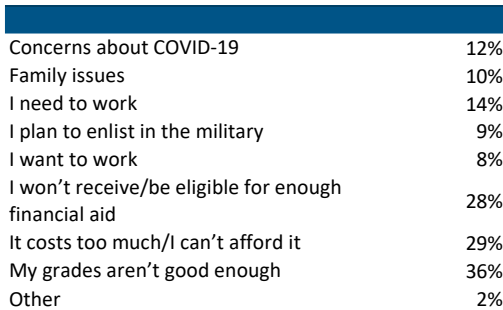 Concerns about COVID-19 12%
Family issues 10%
I need to work 14%
I plan to enlist in the military 9%
I want to work 8%
I won’t receive/be eligible for enough
financial aid 28%
It costs too much/I can’t afford it 29%
My grades aren’t good enough 36%
Other 2%